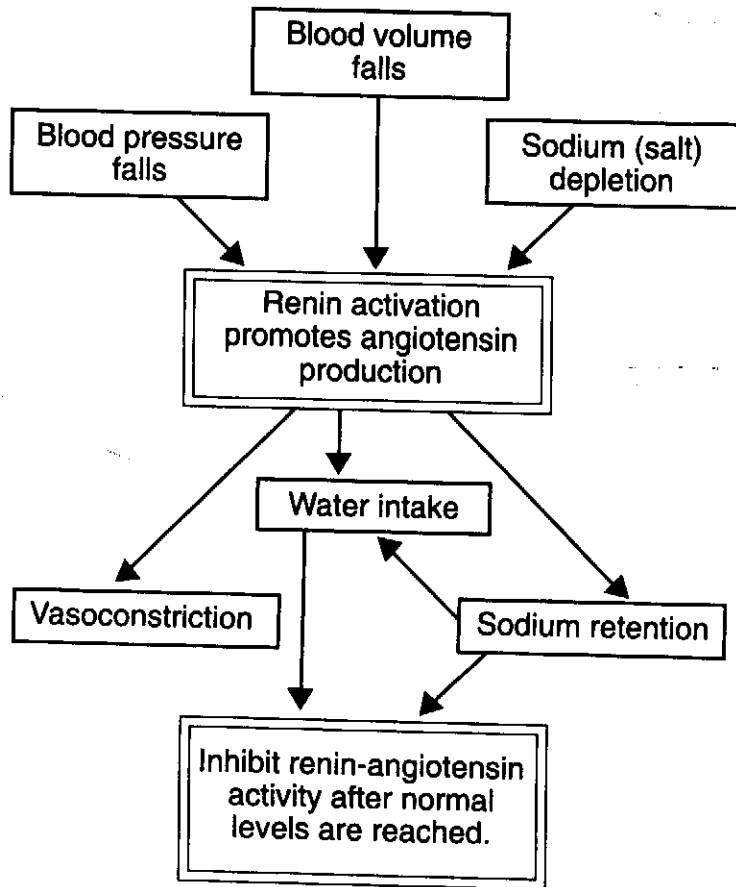 Blood volume
falls
Blood pressure
falls
Sodium (salt)
depletion
Renin activation
promotes angiotensin
production
Water intake
Vasoconstriction
Sodium retention
Inhibit renin-angiotensin
activity after normal
levels are reached.